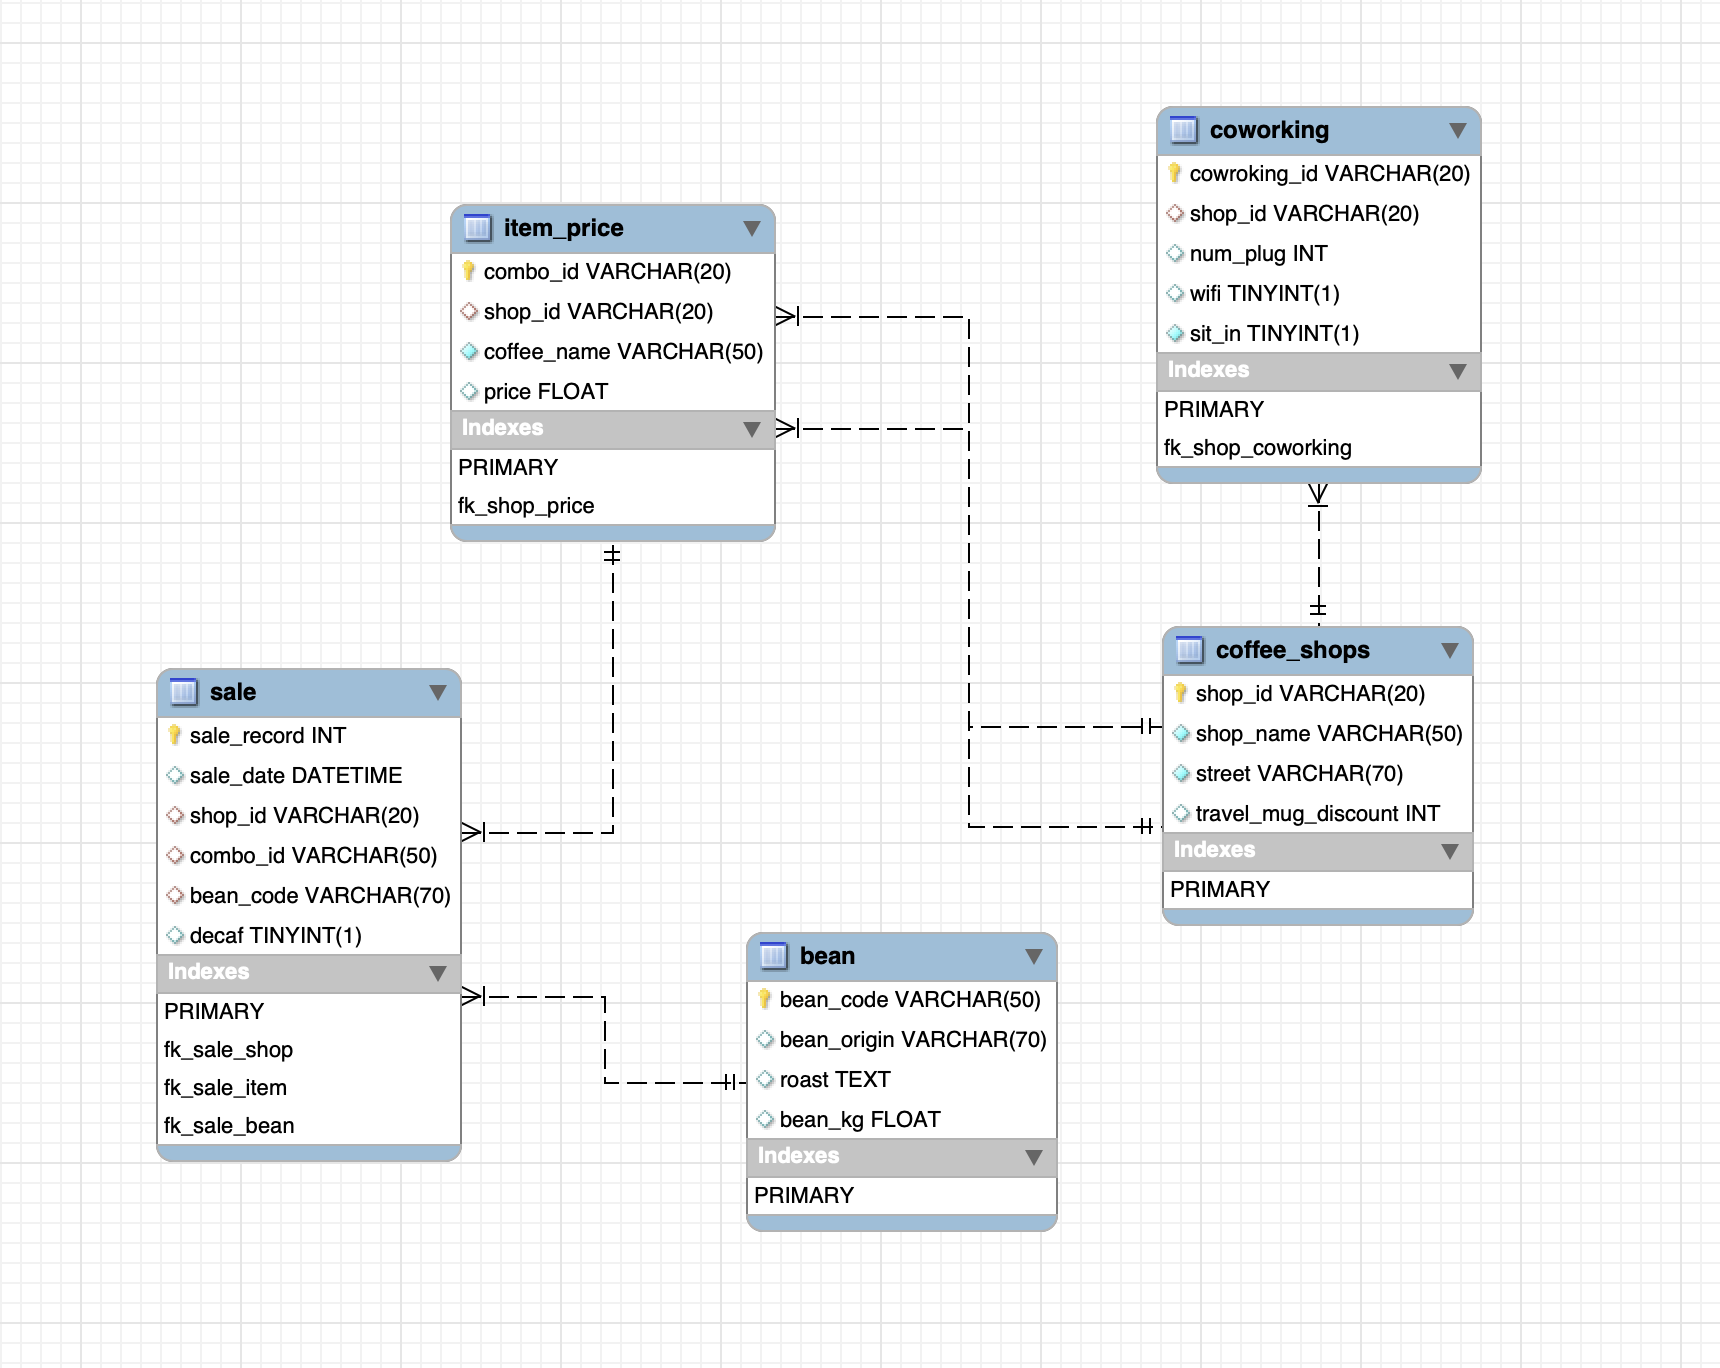 coworking
cowroking_id VARCHAR(20)
shop_id VARCHAR(20)
num_plug INT
wifi TINYINT(1)
sit_in TINYINT(1)
Indexes
PRIMARY
fk_shop_coworking
item_price
combo_id VARCHAR(20)
shop_id VARCHAR(20)
coffee_name VARCHAR(50)
price FLOAT
Indexes
PRIMARY
fk_shop_price
coffee_shops
shop_id VARCHAR(20)
shop_name VARCHAR(50)
street VARCHAR(70)
travel_mug_discount INT
Indexes
PRIMARY
sale
sale_record INT
sale_date DATETIME
shop_id VARCHAR(20)
combo_id VARCHAR(50)
bean_code VARCHAR(70)
decaf TINYINT(1)
Indexes
PRIMARY
fk_sale_shop
fk_sale_item
fk_sale_bean
bean
bean_code VARCHAR(50)
bean_origin VARCHAR(70)
roast TEXT
bean_kg FLOAT
Indexes
PRIMARY